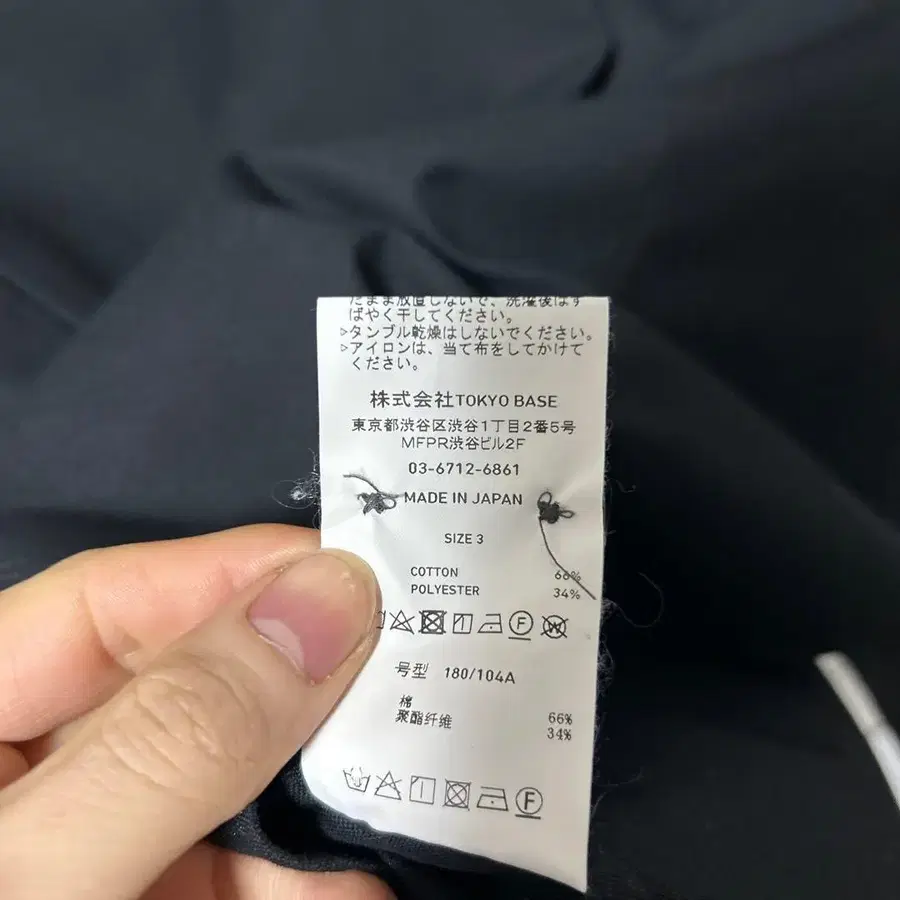 たまま放置しないで、洗濯後はす
ばやく干してください。
▷タンブル乾燥はしないでください。
▷アイロンは、当て布をしてかけて
ください。
株式会社TOKYO BASE
東京都渋谷区渋谷1丁目2番5号
MFPR渋谷ビル2F
03-6712-6861
MADE IN JAPAN
SIZE 3
COTTON 66%
POLYESTER 34%
F W
号型 180/104A
棉 66%
聚酯纤维 34%
F